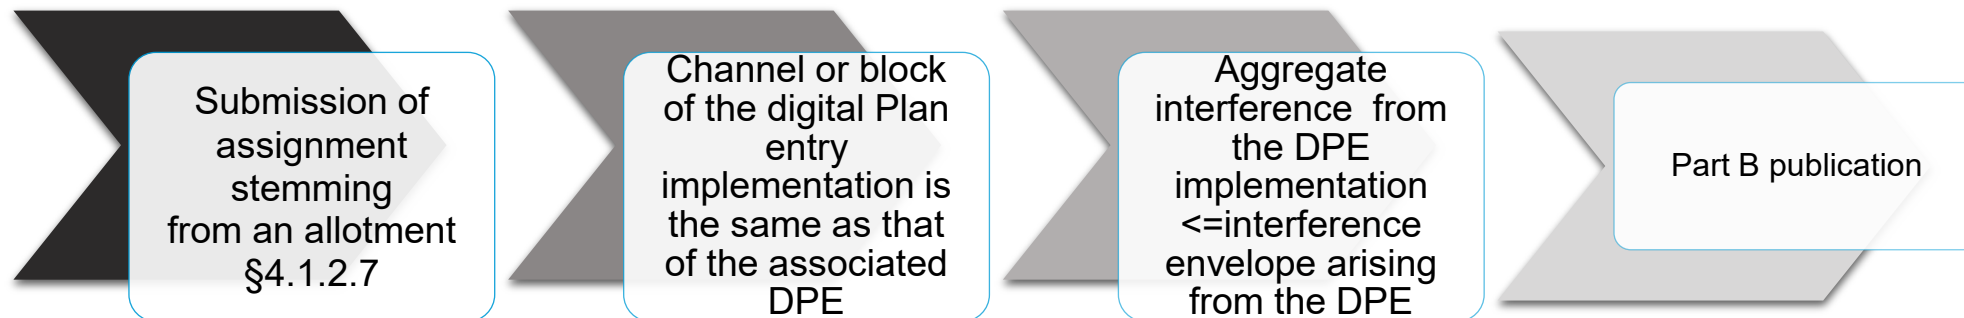 Submission of
assignment
stemming
from an allotment
§4.1.2.7
Channel or block
of the digital Plan
entry
implementation is
the same as that
of the associated
DPE
Aggregate
interference from
the DPE
implementation
<=interference
envelope arising
from the DPE
Part B publication